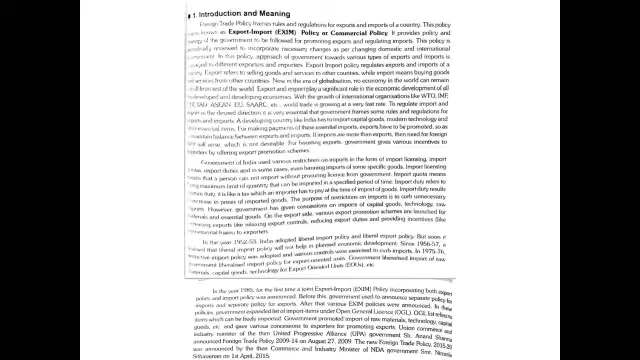 1. Introduction and Meaning
Foreign Trade Policy frames rules and regulations for exports and imports of a country. This policy
is also known as Export-Import (EXIM) Policy or Commercial Policy. It provides policy and
strategy of the government to be followed for promoting exports and regulating imports. This policy is
periodically reviewed to incorporate necessary changes as per changing domestic and international
environment. In this policy, approach of government towards various types of exports and imports is
conveyed to different exporters and importers. Export Import policy regulates exports and imports of a
country. Export refers to selling goods and services to other countries, while import means buying goods
and services from other countries. Now in the era of globalisation, no economy in the world can remain
cut off from rest of the world. Export and import play a significant role in the economic development of all
the developed and developing economies. With the growth of international organisations like WTO, IMF,
UNCTAD, ASEAN, EU, SAARC, etc., world trade is growing at a very fast rate. To regulate import and
export in the desired direction it is very essential that government frames some rules and regulations for
exports and imports. A developing country like India has to import capital goods, modern technology and
other essential items. For making payments of these essential imports, exports have to be promoted, so as
to maintain balance between exports and imports. If imports are more than exports, then need for foreign
debt will arise, which is not desirable. For boosting exports, government gives various incentives to
exporters by offering export promotion schemes.
Government of India used various restrictions on imports in the form of import licensing, import
quotas, import duties and in some cases, even banning imports of some specific goods. Import licensing
means that a person can not import without procuring licence from government. Import quota means
fixing maximum limit of quantity that can be imported in a specified period of time. Import duty refers to
custom duty, it is like a tax which an importer has to pay at the time of import of goods. Import duty results
in increase in prices of imported goods. The purpose of restrictions on imports is to curb unnecessary
imports. However, government has given concessions on imports of capital goods, technology, raw
materials and essential goods. On the export side, various export promotion schemes are launched for
increasing exports like relaxing export controls, reducing export duties and providing incentives like
international trains to exporters.
In the year 1952-53, India adopted liberal import policy and liberal export policy. But soon it
realised that liberal import policy will not help in planned economic development. Since 1956-57, a
restrictive import policy was adopted and various controls were exercised to curb imports. In 1975-76,
government liberalised import policy for export-oriented units. Government liberalised import of raw
materials, capital goods, technology for Export Oriented Units (EOUs), etc.
In the year 1985, for the first time a joint Export-Import (EXIM) Policy incorporating both export
policy and import policy was announced. Before this, government used to announce separate policy for
imports and separate policy for exports. After that various EXIM policies were announced. In these
policies, government expanded list of import items under Open General Licence (OGL). OGL list refers to
items which can be freely imported. Government promoted import of raw materials, technology, capital
goods, etc. and gave various concessions to exporters for promoting exports. Union commerce and
industry minister of the then United Progressive Alliance (UPA) government Sh. Anand Sharma
announced Foreign Trade Policy 2009-14 on August 27, 2009. The new Foreign Trade Policy, 2015-20
was announced by the then Commerce and Industry Minister of NDA government Smt. Nirmala
Sitharaman on 1st April, 2015.